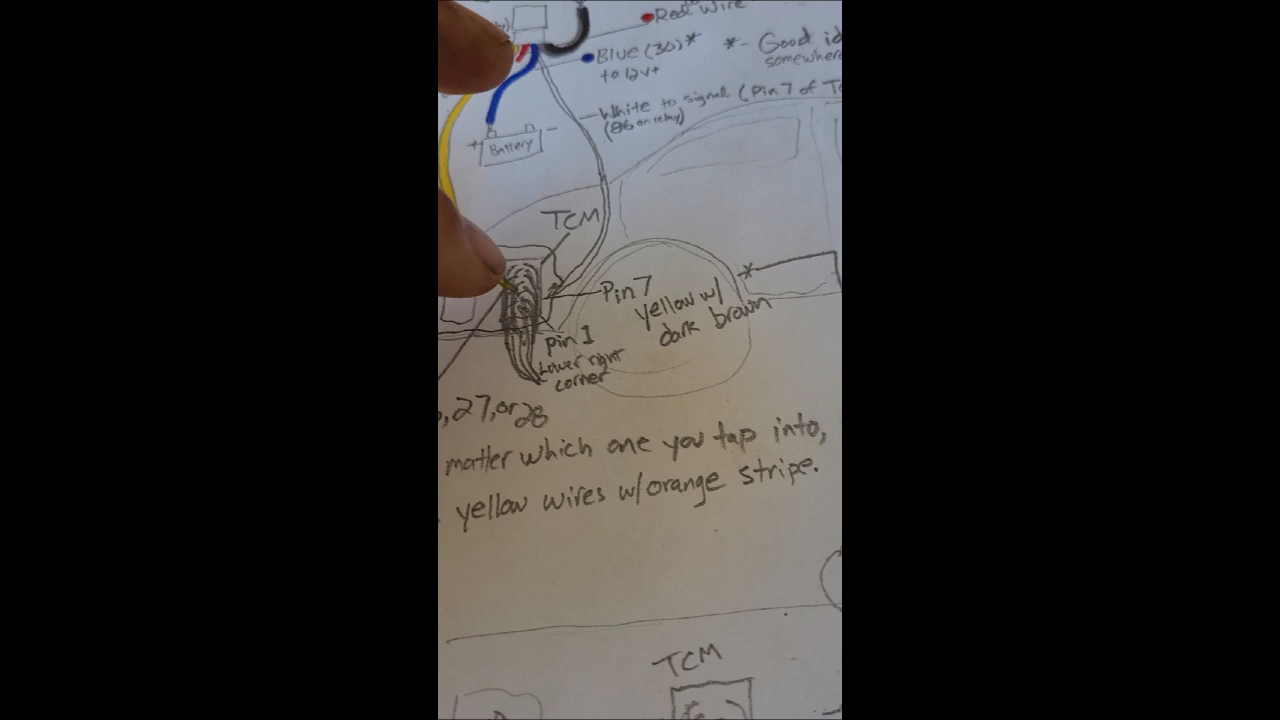 Red Wire
Blue (30)*
to 12v+
*- Good id
somewhere
White to signal (Pin 7 of T
(86 on relay)
+ Battery -
TCM
Pin 7
yellow w/
dark brown
*
pin 1
Lower right
corner
, 27, or 28
matter which one you tap into,
yellow wires w/orange stripe.
TCM